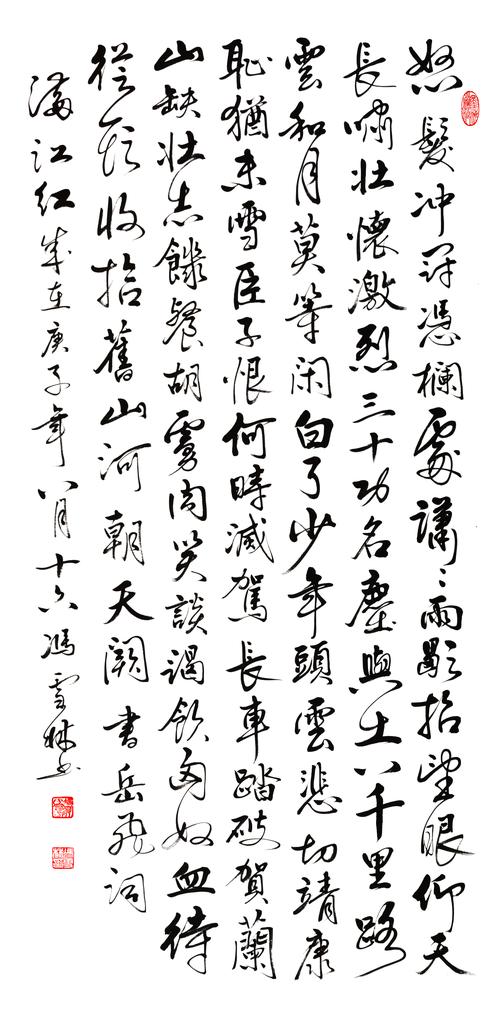 怒髮冲冠憑欄處瀟々雨歇抬望眼仰天
長嘯壯懷激烈三十功名塵與土八千里路
雲和月莫等闲白了少年頭雲悲切靖康
恥猶未雪臣子恨何時滅駕長車踏破賀蘭
山缺壯志饑餐胡虜肉笑談渴飲匈奴血待
從頭收拾舊山河朝天闕書岳飛詞
滿江红歲在庚子年八月十六馮雪林书